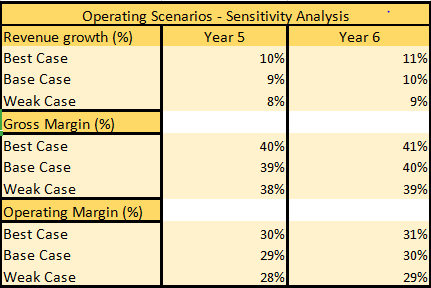 Operating Scenarios - Sensitivity Analysis
Revenue growth (%) Year 5 Year 6
Best Case 10% 11%
Base Case 9% 10%
Weak Case 8% 9%
Gross Margin (%)
Best Case 40% 41%
Base Case 39% 40%
Weak Case 38% 39%
Operating Margin (%)
Best Case 30% 31%
Base Case 29% 30%
Weak Case 28% 29%